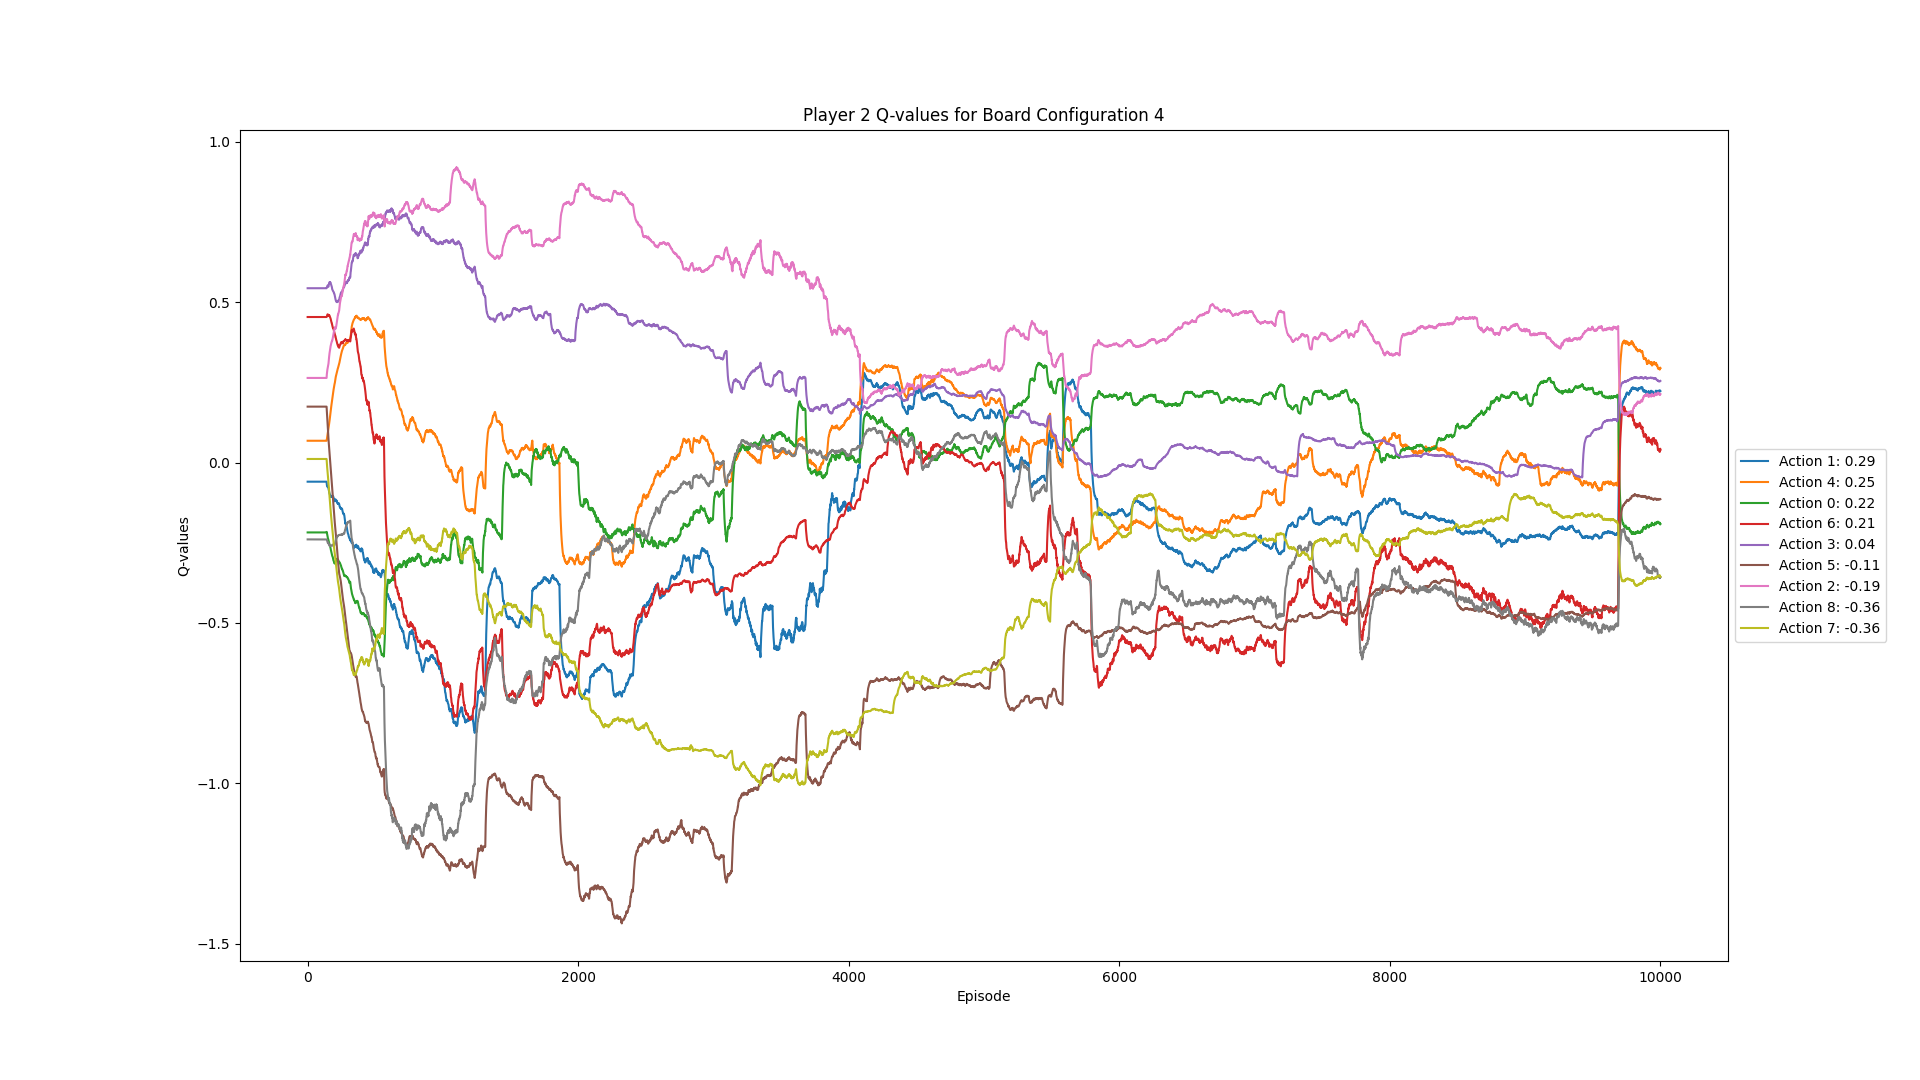 Player 2 Q-values for Board Configuration 4
1.0
0.5
0.0
−0.5
−1.0
−1.5
Q-values
0 2000 4000 6000 8000 10000
Episode
Action 1: 0.29
Action 4: 0.25
Action 0: 0.22
Action 6: 0.21
Action 3: 0.04
Action 5: -0.11
Action 2: -0.19
Action 8: -0.36
Action 7: -0.36